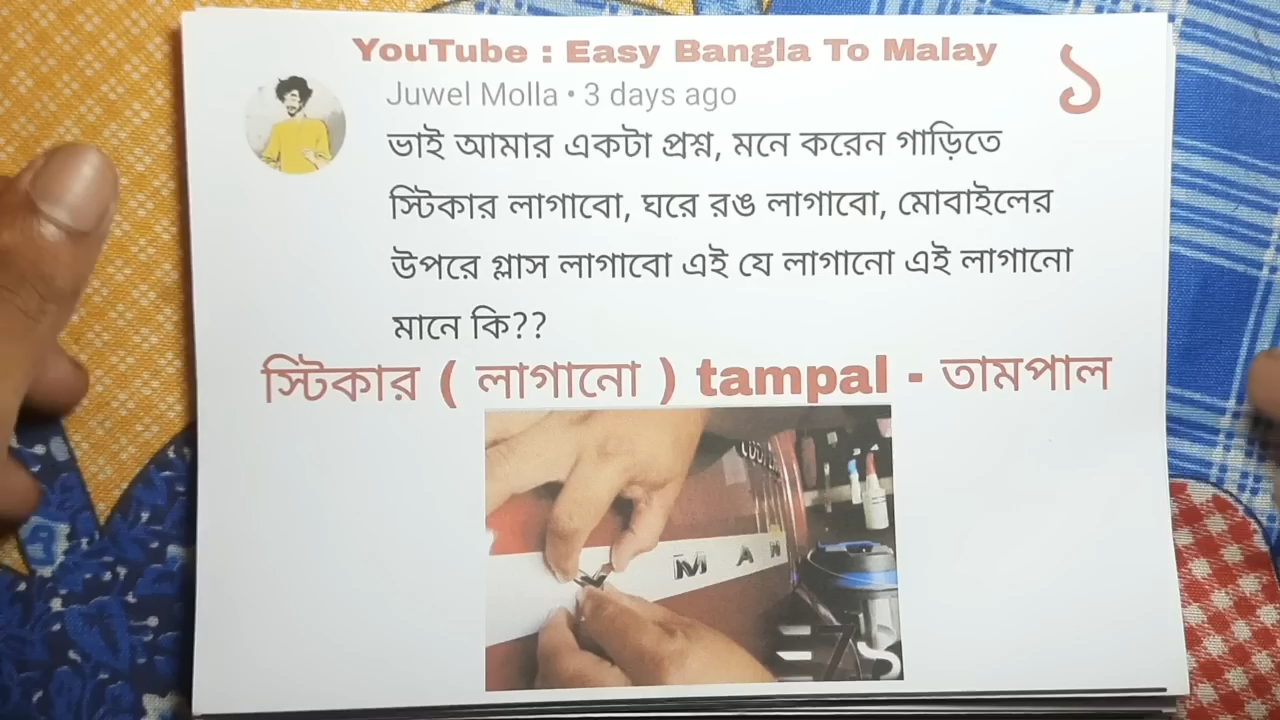 YouTube : Easy Bangla To Malay
১
Juwel Molla • 3 days ago
ভাই আমার একটা প্রশ্ন, মনে করেন গাড়িতে
স্টিকার লাগাবো, ঘরে রঙ লাগাবো, মোবাইলের
উপরে গ্লাস লাগাবো এই যে লাগানো এই লাগানো
মানে কি??
স্টিকার ( লাগানো ) tampal - তামপাল
M A N